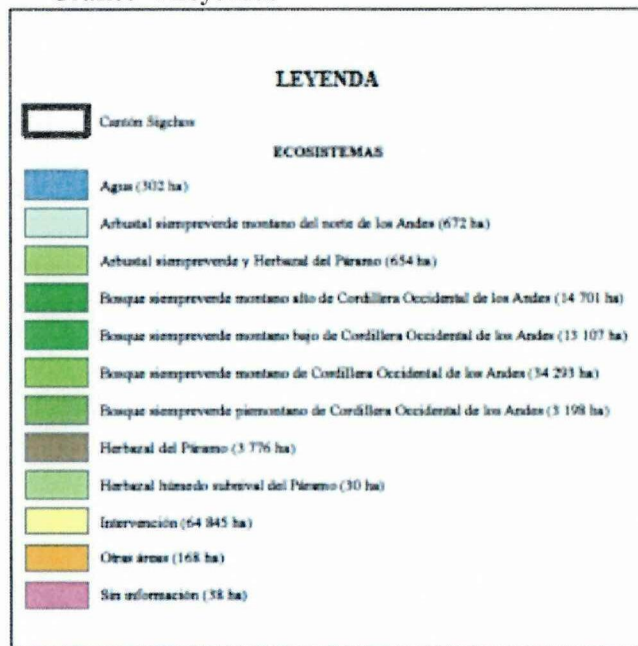 LEYENDA
Cantón Sigchos
ECOSISTEMAS
Agua (302 ha)
Arbustal siempreverde montano del norte de los Andes (672 ha)
Arbustal siempreverde y Herbazal del Páramo (654 ha)
Bosque siempreverde montano alto de Cordillera Occidental de los Andes (14 701 ha)
Bosque siempreverde montano bajo de Cordillera Occidental de los Andes (13 107 ha)
Bosque siempreverde montano de Cordillera Occidental de los Andes (34 293 ha)
Bosque siempreverde piemontano de Cordillera Occidental de los Andes (3 198 ha)
Herbazal del Páramo (3 776 ha)
Herbazal húmedo subnival del Páramo (30 ha)
Intervención (64 845 ha)
Otras áreas (168 ha)
Sin información (38 ha)